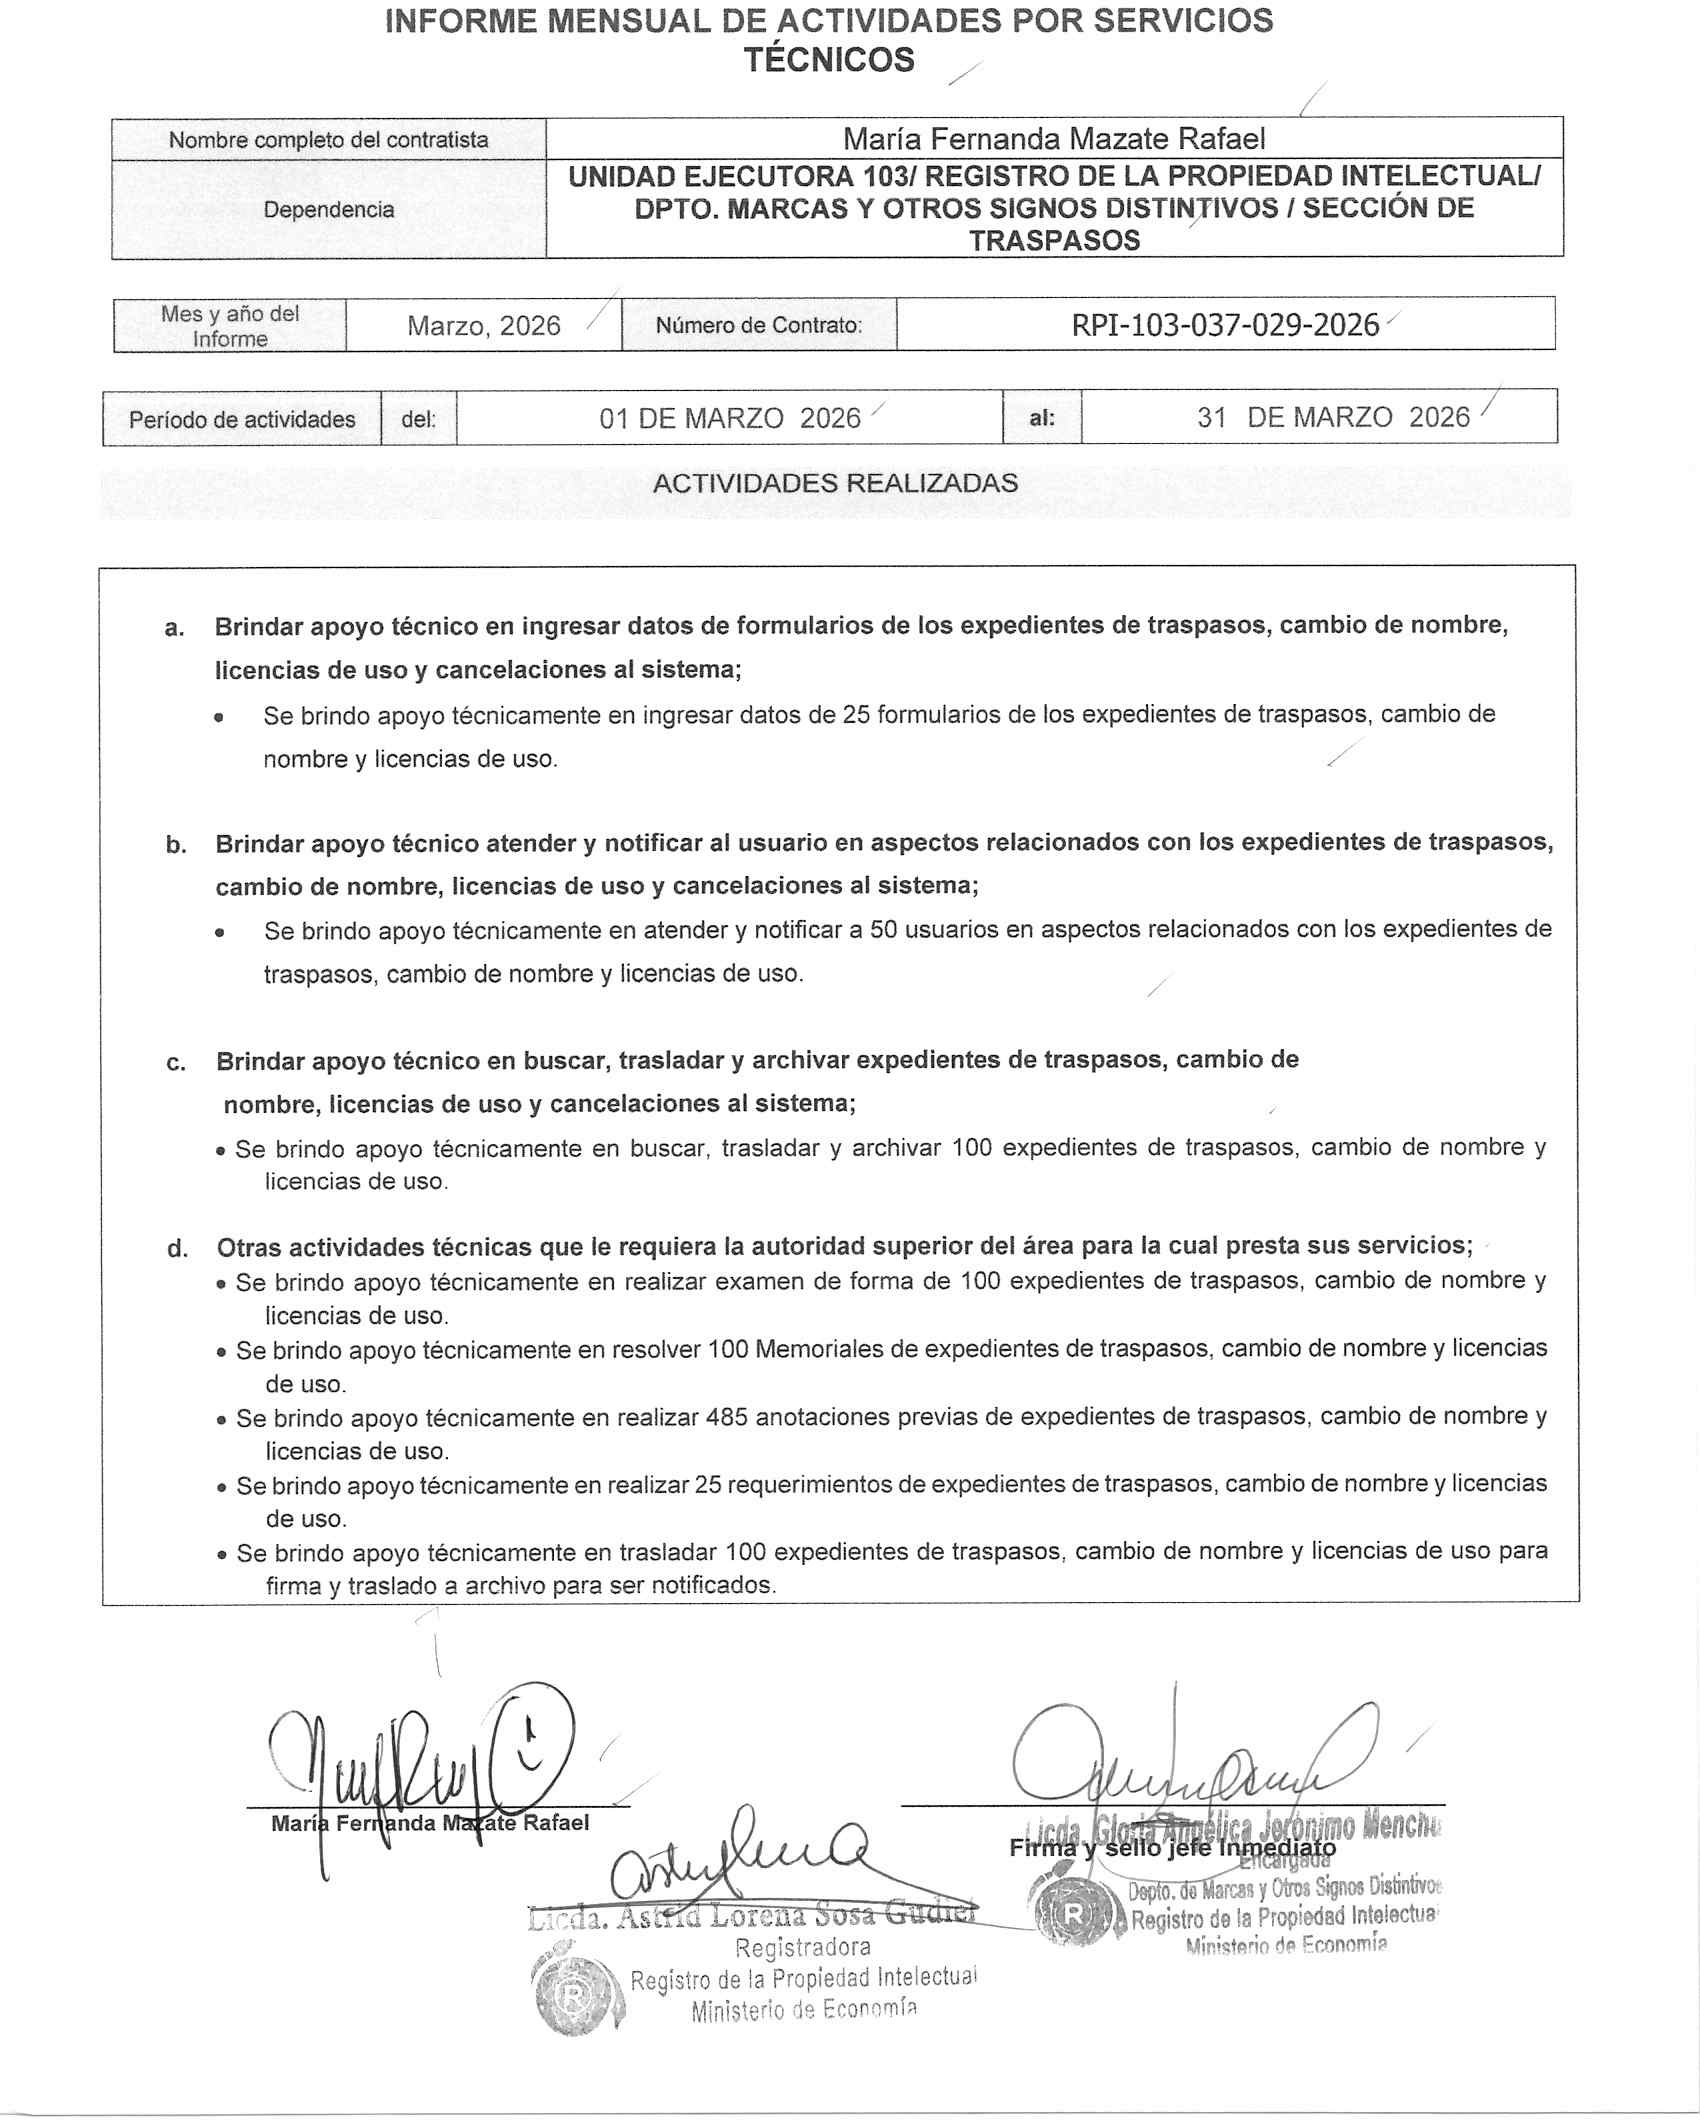 INFORME MENSUAL DE ACTIVIDADES POR SERVICIOS
TÉCNICOS
Nombre completo del contratista
María Fernanda Mazate Rafael
Dependencia
UNIDAD EJECUTORA 103/ REGISTRO DE LA PROPIEDAD INTELECTUAL/
DPTO. MARCAS Y OTROS SIGNOS DISTINTIVOS / SECCIÓN DE
TRASPASOS
Mes y año del
Informe
Marzo, 2026
Número de Contrato:
RPI-103-037-029-2026
Período de actividades
del:
01 DE MARZO 2026
al:
31 DE MARZO 2026
ACTIVIDADES REALIZADAS
a. Brindar apoyo técnico en ingresar datos de formularios de los expedientes de traspasos, cambio de nombre,
licencias de uso y cancelaciones al sistema;
• Se brindo apoyo técnicamente en ingresar datos de 25 formularios de los expedientes de traspasos, cambio de
nombre y licencias de uso.
b. Brindar apoyo técnico atender y notificar al usuario en aspectos relacionados con los expedientes de traspasos,
cambio de nombre, licencias de uso y cancelaciones al sistema;
• Se brindo apoyo técnicamente en atender y notificar a 50 usuarios en aspectos relacionados con los expedientes de
traspasos, cambio de nombre y licencias de uso.
c. Brindar apoyo técnico en buscar, trasladar y archivar expedientes de traspasos, cambio de
nombre, licencias de uso y cancelaciones al sistema;
• Se brindo apoyo técnicamente en buscar, trasladar y archivar 100 expedientes de traspasos, cambio de nombre y
licencias de uso.
d. Otras actividades técnicas que le requiera la autoridad superior del área para la cual presta sus servicios;
• Se brindo apoyo técnicamente en realizar examen de forma de 100 expedientes de traspasos, cambio de nombre y
licencias de uso.
• Se brindo apoyo técnicamente en resolver 100 Memoriales de expedientes de traspasos, cambio de nombre y licencias
de uso.
• Se brindo apoyo técnicamente en realizar 485 anotaciones previas de expedientes de traspasos, cambio de nombre y
licencias de uso.
• Se brindo apoyo técnicamente en realizar 25 requerimientos de expedientes de traspasos, cambio de nombre y licencias
de uso.
• Se brindo apoyo técnicamente en trasladar 100 expedientes de traspasos, cambio de nombre y licencias de uso para
firma y traslado a archivo para ser notificados.
María Fernanda Mazate Rafael
Licda. Gloria Angélica Jerónimo Menchu
Firma y sello jefe Inmediato
Encargada
Depto. de Marcas y Otros Signos Distintivos
Registro de la Propiedad Intelectua
Ministerio de Economía
Licda. Astrid Lorena Sosa Gudiel
Registradora
Registro de la Propiedad Intelectual
Ministerio de Economía
R
R